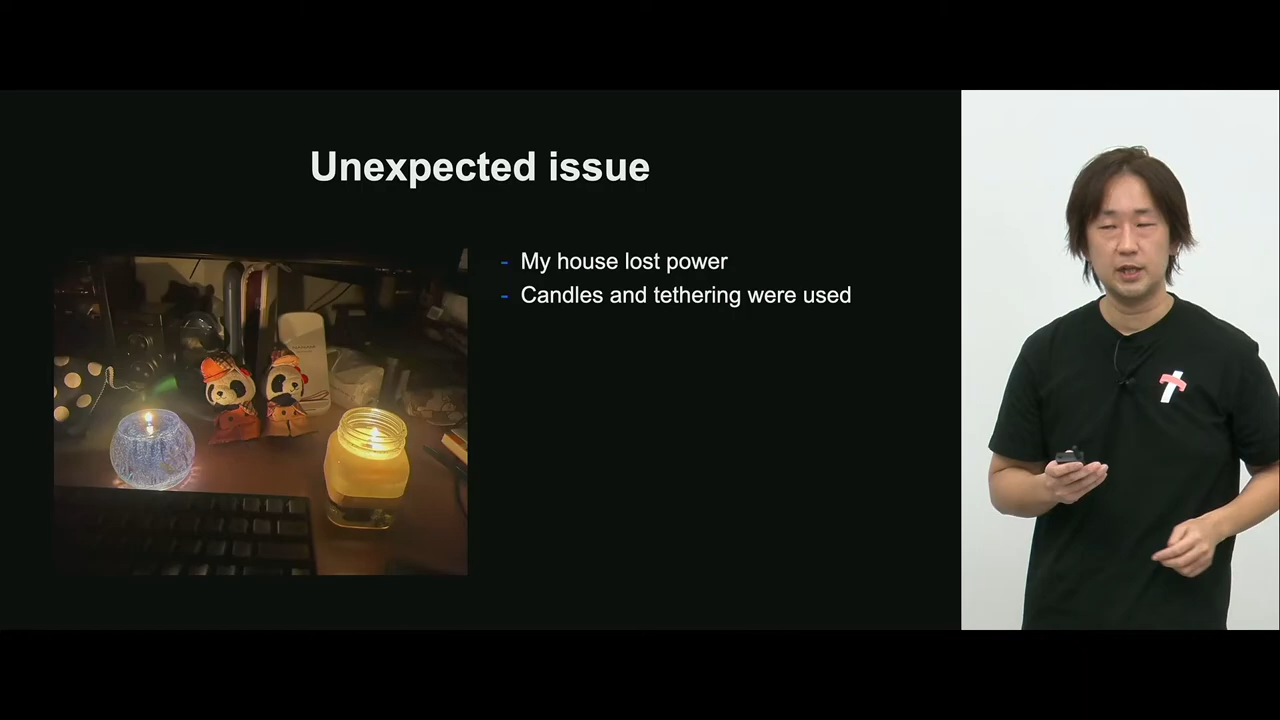 Unexpected issue
- My house lost power
- Candles and tethering were used